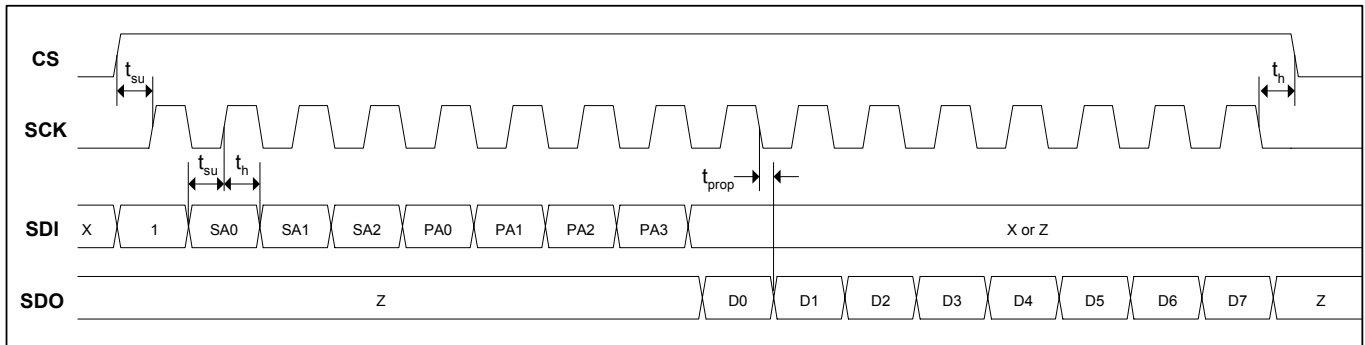 CS
t_su
t_h
SCK
t_su t_h
t_prop
SDI X 1 SA0 SA1 SA2 PA0 PA1 PA2 PA3 X or Z
SDO Z D0 D1 D2 D3 D4 D5 D6 D7 Z